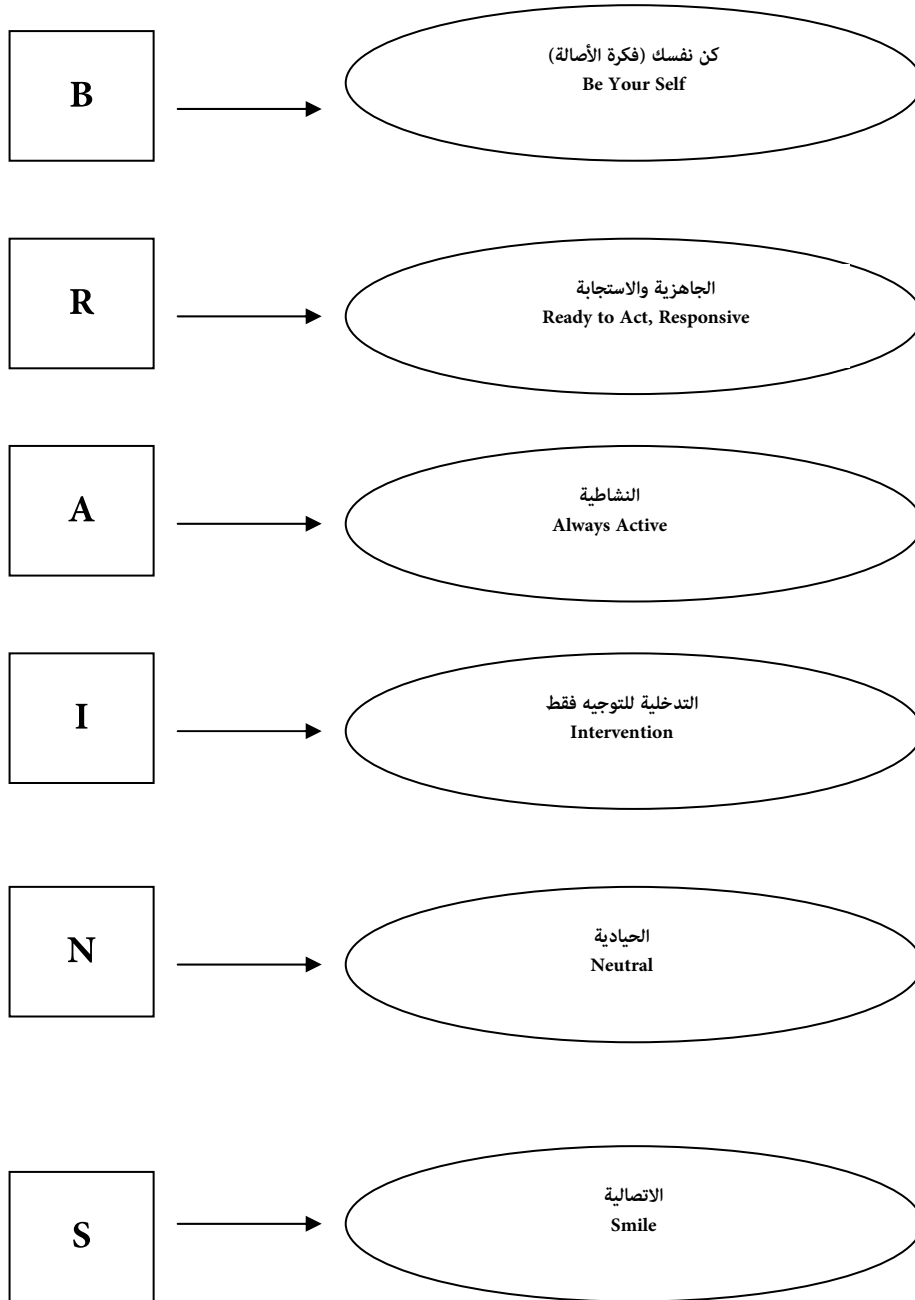 B
كن نفسك (فكرة الأصالة)
Be Your Self
R
الجاهزية والاستجابة
Ready to Act, Responsive
A
النشاطية
Always Active
I
التدخلية للتوجيه فقط
Intervention
N
الحيادية
Neutral
S
الاتصالية
Smile